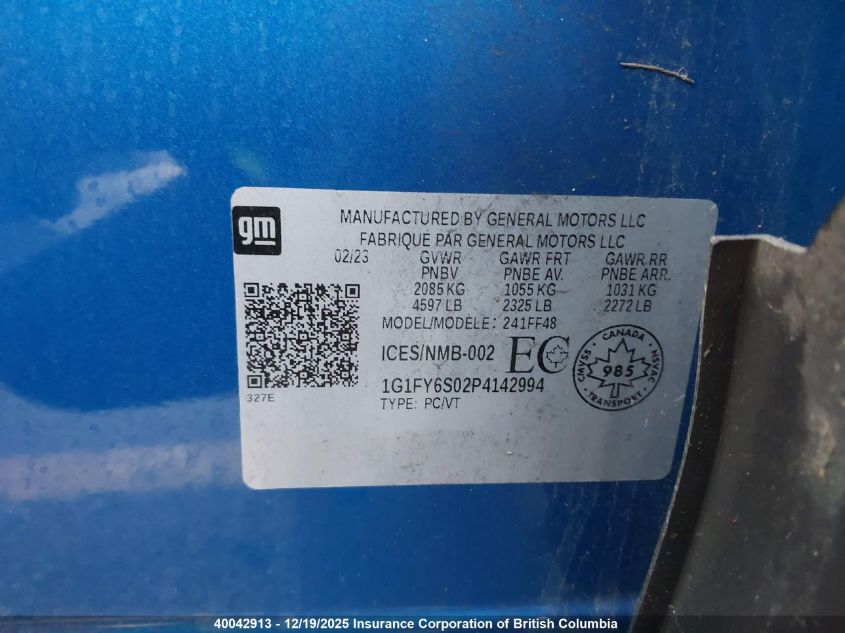 gm
MANUFACTURED BY GENERAL MOTORS LLC
FABRIQUE PAR GENERAL MOTORS LLC
02/23 GVWR GAWR FRT GAWR RR
PNBV PNBE AV. PNBE ARR.
2085 KG 1055 KG 1031 KG
4597 LB 2325 LB 2272 LB
MODEL/MODELE: 241FF48
ICES/NMB-002 EC
CANADA
CMVSS 985 NSVAC
TRANSPORT
1G1FY6S02P4142994
327E
TYPE: PC/VT
40042913 - 12/19/2025 Insurance Corporation of British Columbia